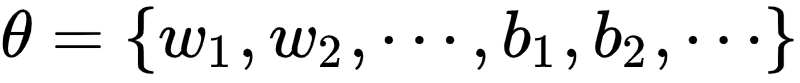 θ = {w₁, w₂, ⋯, b₁, b₂, ⋯}